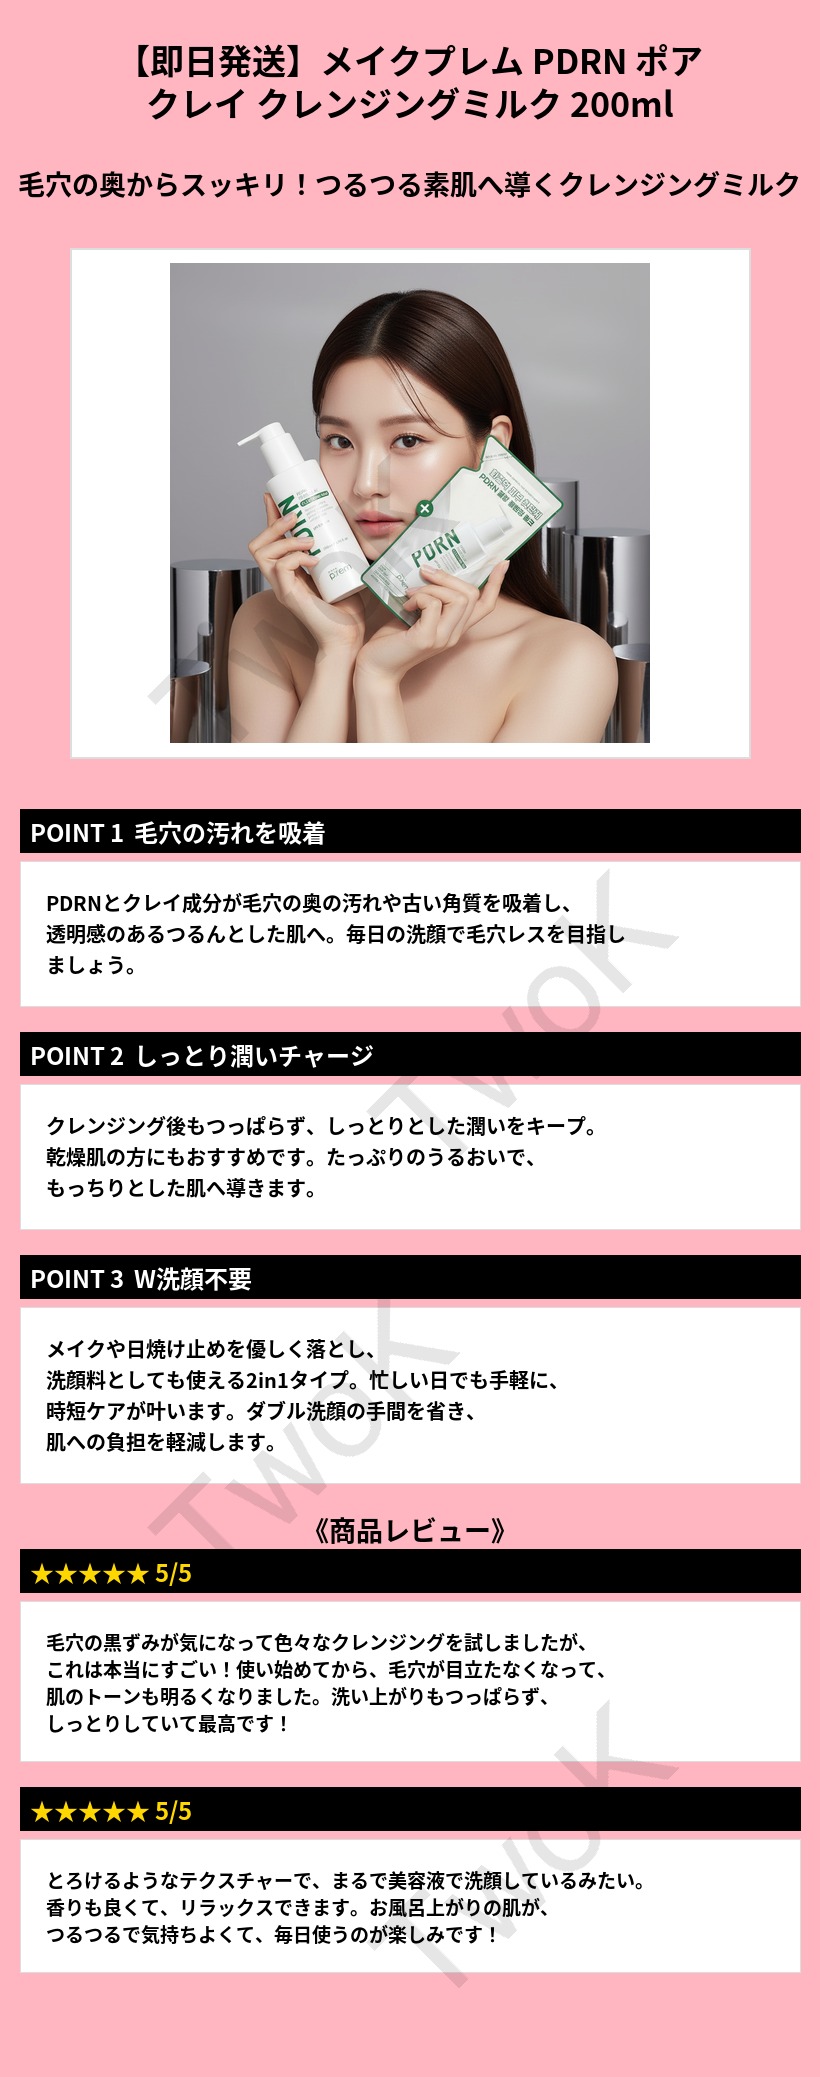 【即日発送】メイクプレム PDRN ポア
クレイ クレンジングミルク 200ml
毛穴の奥からスッキリ！つるつる素肌へ導くクレンジングミルク
PDRN
prem
PDRN
TwoK
POINT 1 毛穴の汚れを吸着
PDRNとクレイ成分が毛穴の奥の汚れや古い角質を吸着し、
透明感のあるつるんとした肌へ。毎日の洗顔で毛穴レスを目指し
ましょう。
TwoK
POINT 2 しっとり潤いチャージ
クレンジング後もつっぱらず、しっとりとした潤いをキープ。
乾燥肌の方にもおすすめです。たっぷりのうるおいで、
もっちりとした肌へ導きます。
POINT 3 W洗顔不要
メイクや日焼け止めを優しく落とし、
洗顔料としても使える2in1タイプ。忙しい日でも手軽に、
時短ケアが叶います。ダブル洗顔の手間を省き、
肌への負担を軽減します。
TwoK
《商品レビュー》
★★★★★ 5/5
毛穴の黒ずみが気になって色々なクレンジングを試しましたが、
これは本当にすごい！使い始めてから、毛穴が目立たなくなって、
肌のトーンも明るくなりました。洗い上がりもつっぱらず、
しっとりしていて最高です！
★★★★★ 5/5
とろけるようなテクスチャーで、まるで美容液で洗顔しているみたい。
香りも良くて、リラックスできます。お風呂上がりの肌が、
つるつるで気持ちよくて、毎日使うのが楽しみです！
TwoK